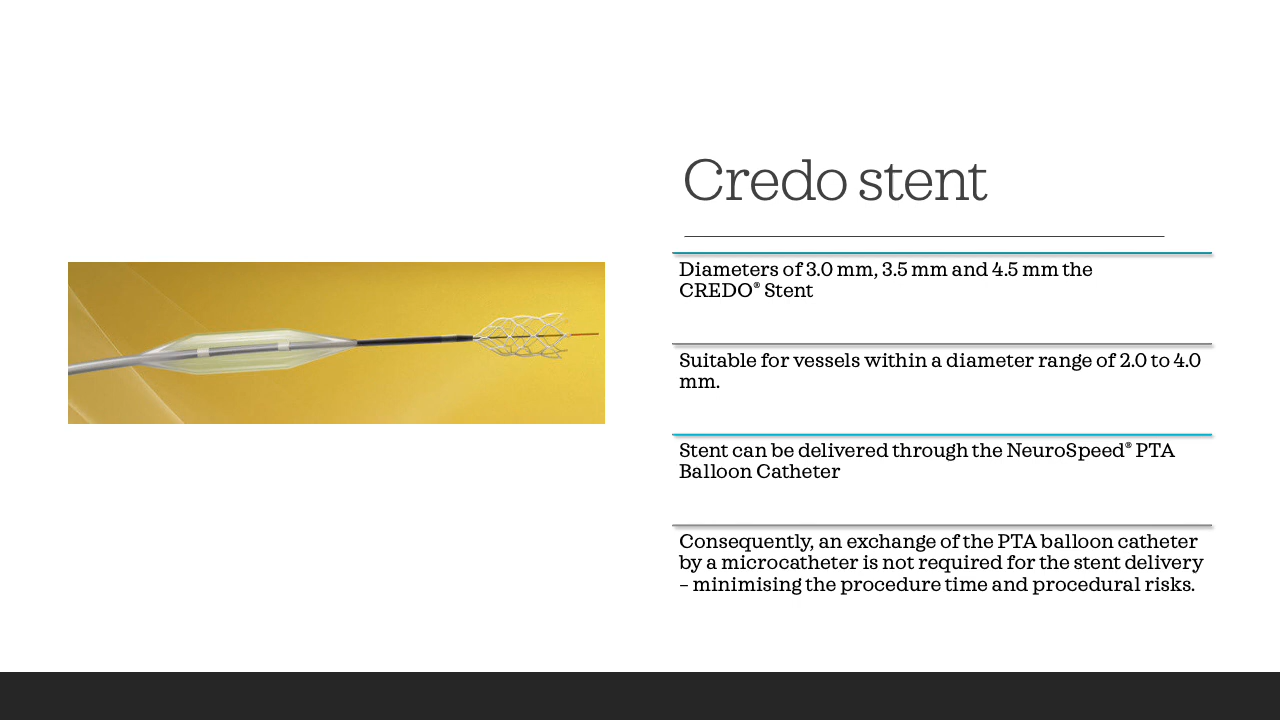 Credo stent
Diameters of 3.0 mm, 3.5 mm and 4.5 mm the
CREDO® Stent
Suitable for vessels within a diameter range of 2.0 to 4.0
mm.
Stent can be delivered through the NeuroSpeed® PTA
Balloon Catheter
Consequently, an exchange of the PTA balloon catheter
by a microcatheter is not required for the stent delivery
– minimising the procedure time and procedural risks.